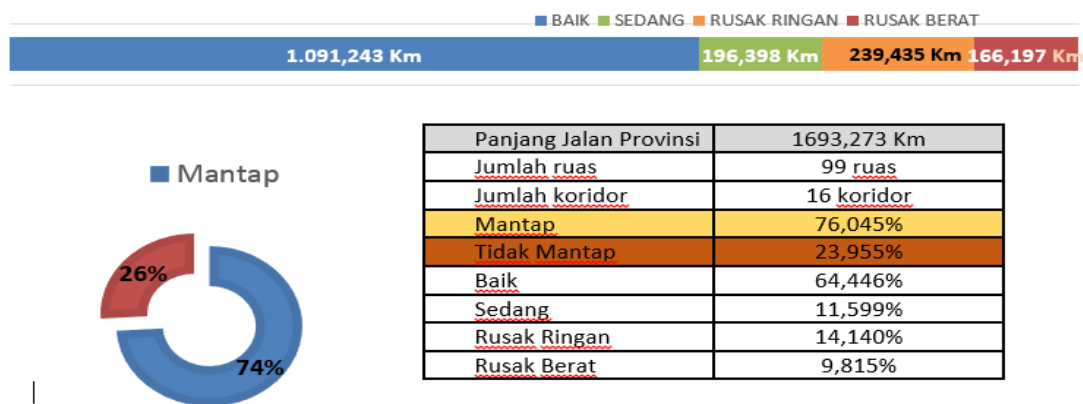 BAIK SEDANG RUSAK RINGAN RUSAK BERAT
1.091,243 Km 196,398 Km 239,435 Km 166,197 Km
Mantap
26%
74%
Panjang Jalan Provinsi 1693,273 Km
Jumlah ruas 99 ruas
Jumlah koridor 16 koridor
Mantap 76,045%
Tidak Mantap 23,955%
Baik 64,446%
Sedang 11,599%
Rusak Ringan 14,140%
Rusak Berat 9,815%